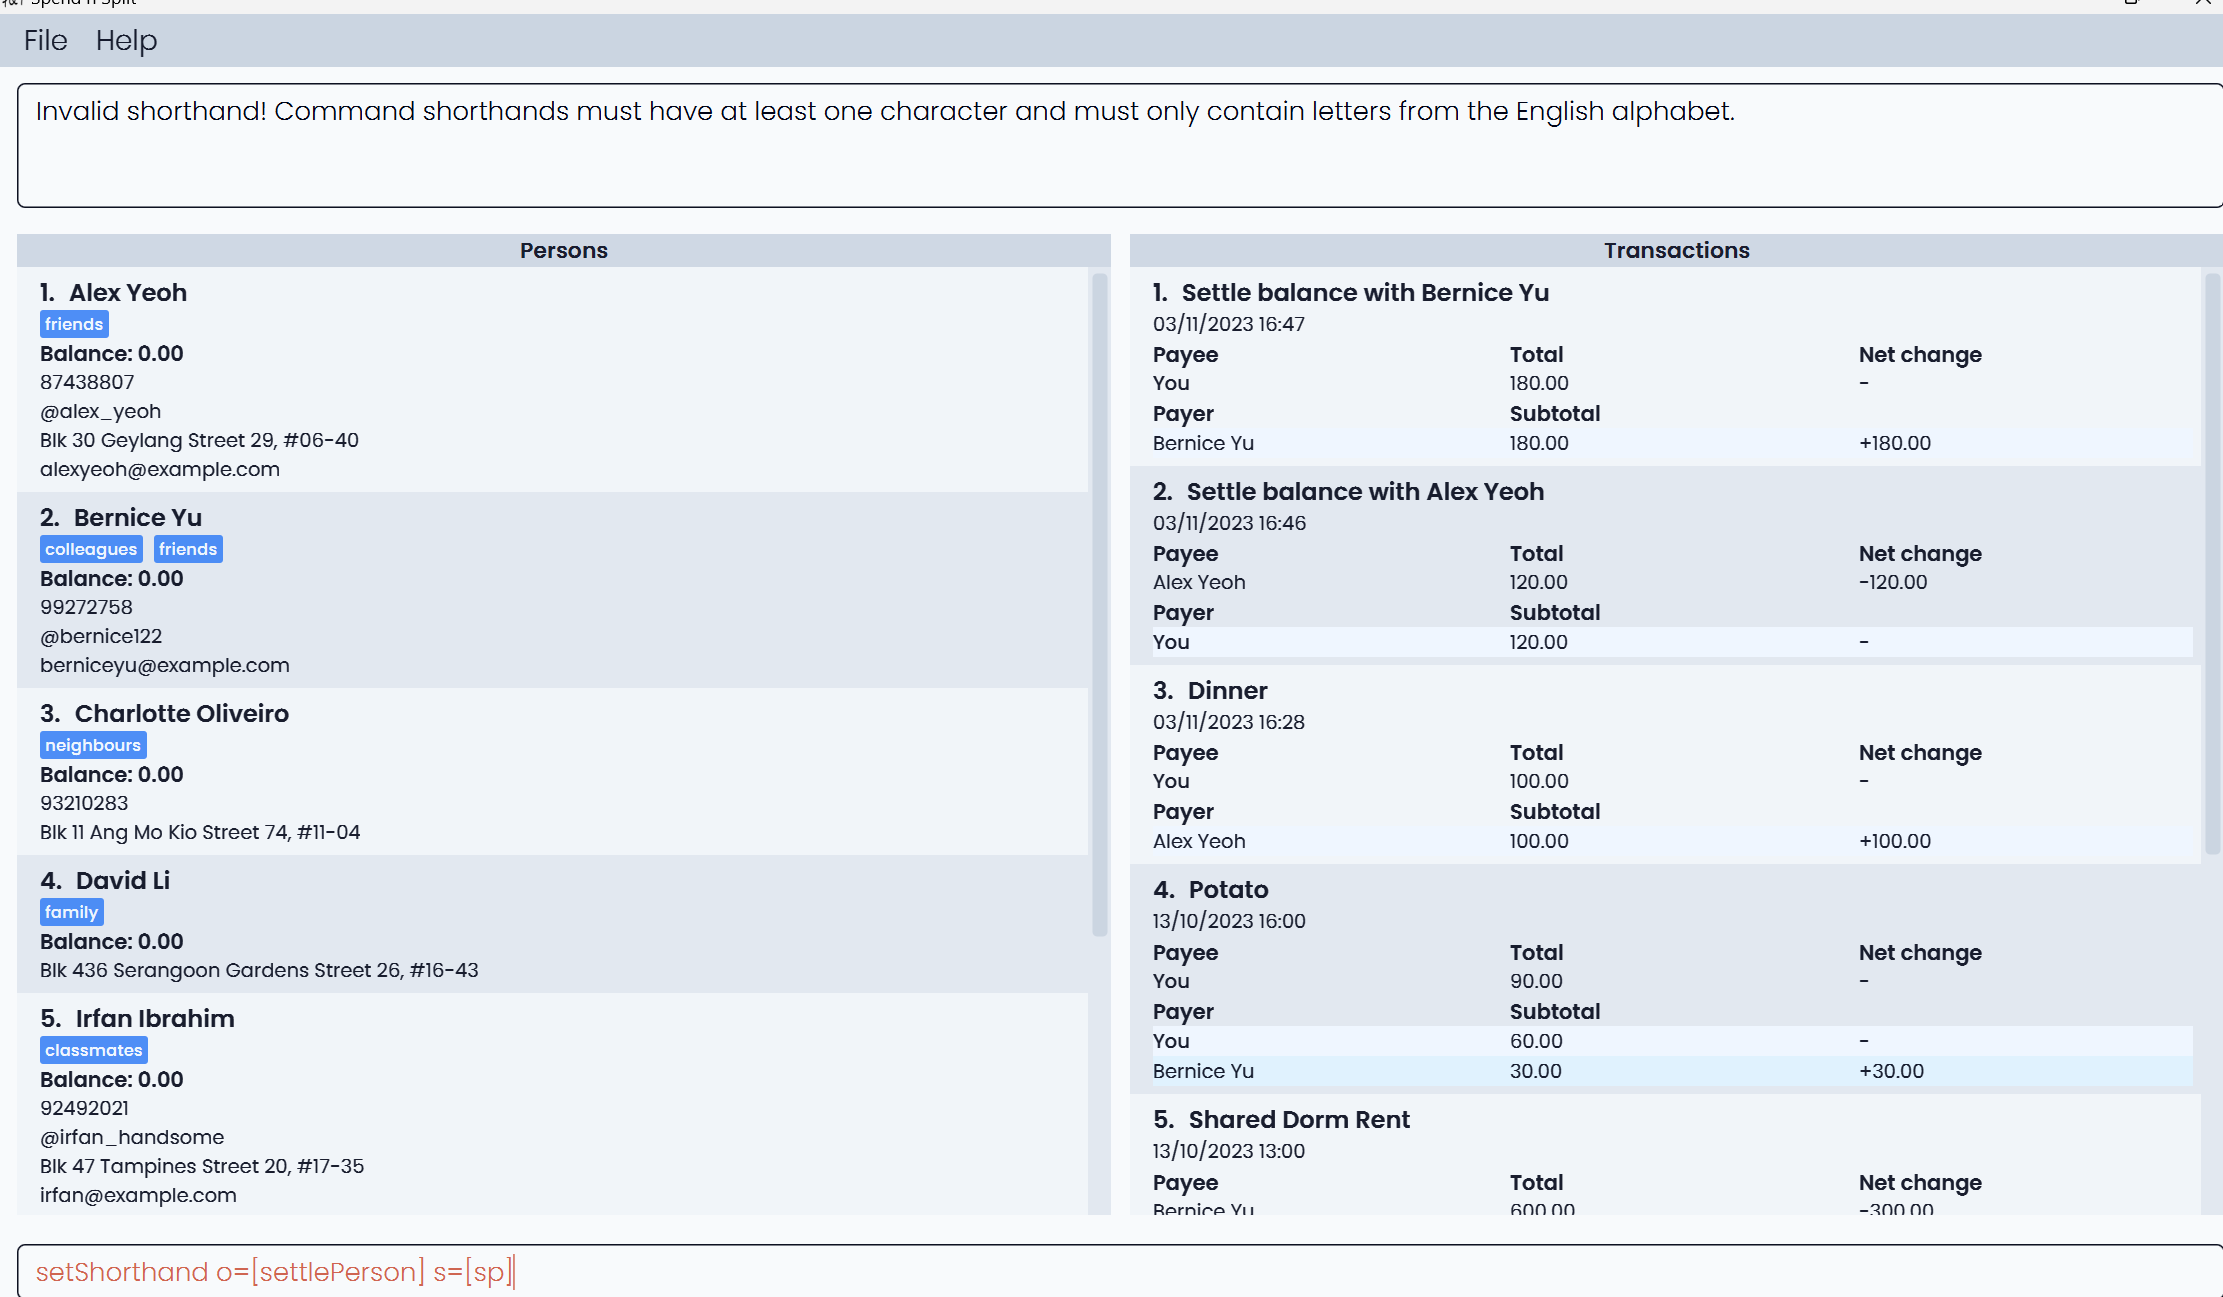 Spend n Split
File Help
Invalid shorthand! Command shorthands must have at least one character and must only contain letters from the English alphabet.
Persons
1. Alex Yeoh
friends
Balance: 0.00
87438807
@alex_yeoh
Blk 30 Geylang Street 29, #06-40
alexyeoh@example.com
2. Bernice Yu
colleagues friends
Balance: 0.00
99272758
@bernice122
berniceyu@example.com
3. Charlotte Oliveiro
neighbours
Balance: 0.00
93210283
Blk 11 Ang Mo Kio Street 74, #11-04
4. David Li
family
Balance: 0.00
Blk 436 Serangoon Gardens Street 26, #16-43
5. Irfan Ibrahim
classmates
Balance: 0.00
92492021
@irfan_handsome
Blk 47 Tampines Street 20, #17-35
irfan@example.com
Transactions
1. Settle balance with Bernice Yu
03/11/2023 16:47
Payee Total Net change
You 180.00 -
Payer Subtotal
Bernice Yu 180.00 +180.00
2. Settle balance with Alex Yeoh
03/11/2023 16:46
Payee Total Net change
Alex Yeoh 120.00 -120.00
Payer Subtotal
You 120.00 -
3. Dinner
03/11/2023 16:28
Payee Total Net change
You 100.00 -
Payer Subtotal
Alex Yeoh 100.00 +100.00
4. Potato
13/10/2023 16:00
Payee Total Net change
You 90.00 -
Payer Subtotal
You 60.00 -
Bernice Yu 30.00 +30.00
5. Shared Dorm Rent
13/10/2023 13:00
Payee Total Net change
Bernice Yu 600.00 -300.00
setShorthand o=[settlePerson] s=[sp]